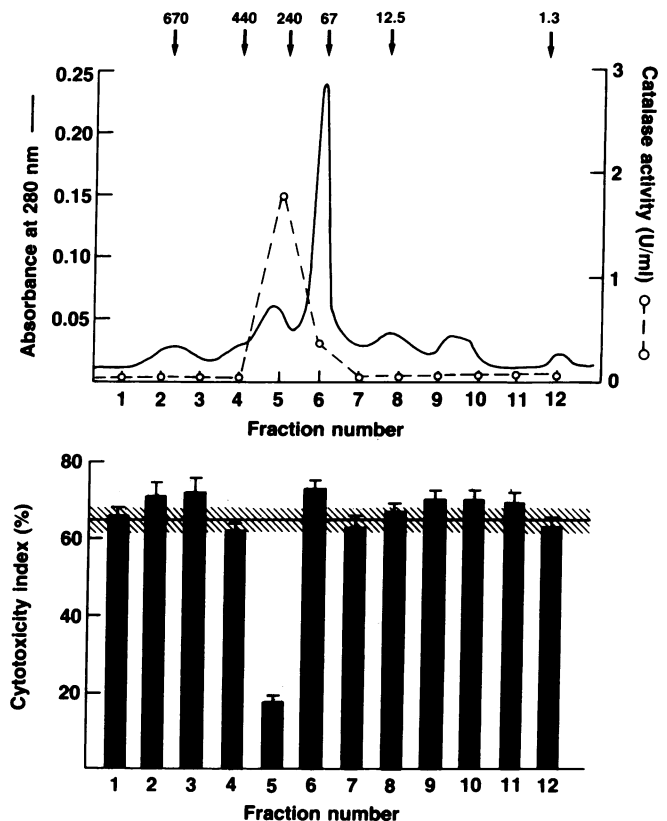 670 440 240 67 12.5 1.3
0.25
0.20
0.15
0.10
0.05
Absorbance at 280 nm
3
2
1
0
Catalase activity (U/ml)
1 2 3 4 5 6 7 8 9 10 11 12
Fraction number
80
60
40
20
Cytotoxicity index (%)
1 2 3 4 5 6 7 8 9 10 11 12
Fraction number